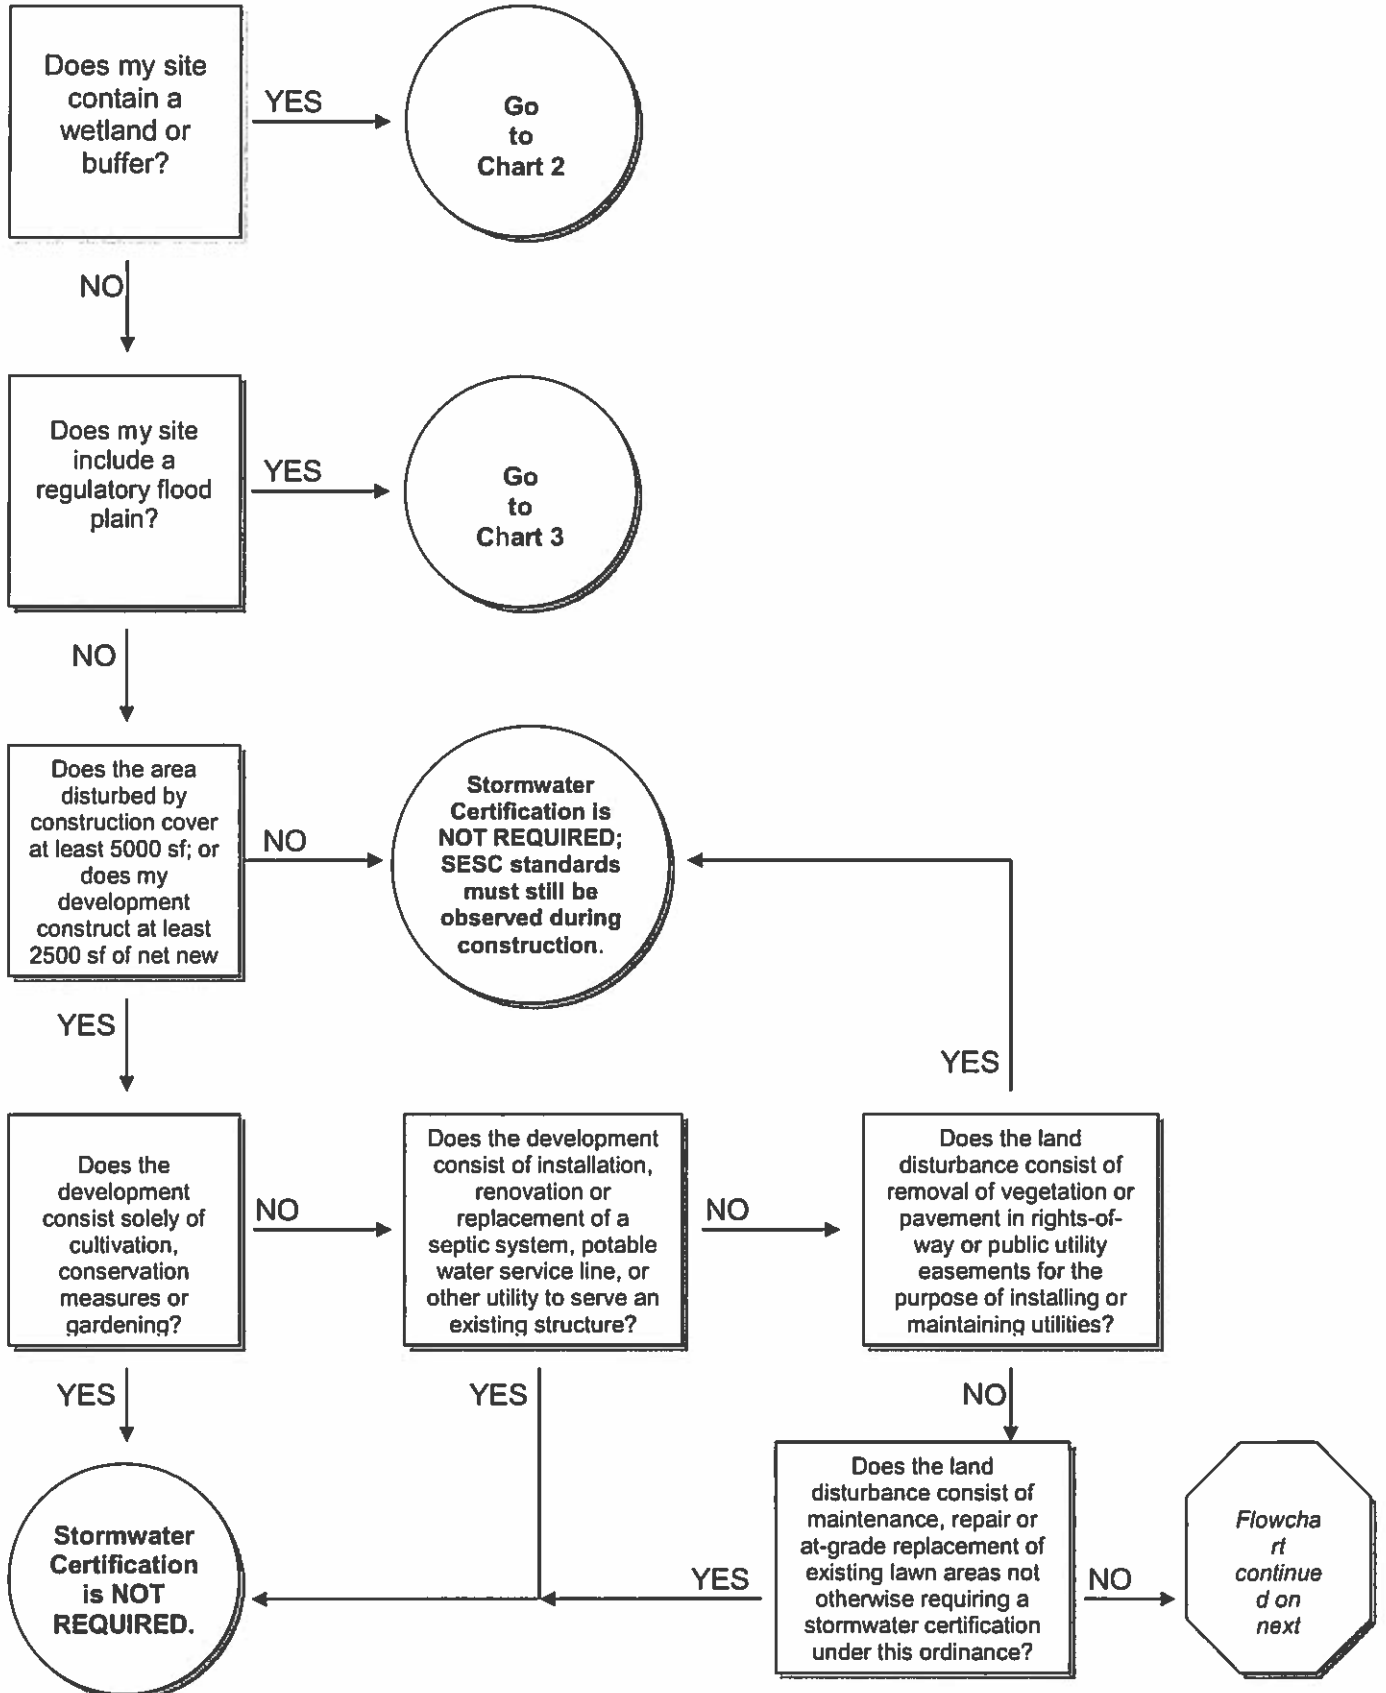 Does my site
contain a
wetland or
buffer?
YES
Go
to
Chart 2
NO
Does my site
include a
regulatory flood
plain?
YES
Go
to
Chart 3
NO
Does the area
disturbed by
construction cover
at least 5000 sf; or
does my
development
construct at least
2500 sf of net new
NO
Stormwater
Certification is
NOT REQUIRED;
SESC standards
must still be
observed during
construction.
YES
YES
Does the
development
consist solely of
cultivation,
conservation
measures or
gardening?
NO
Does the development
consist of installation,
renovation or
replacement of a
septic system, potable
water service line, or
other utility to serve an
existing structure?
NO
Does the land
disturbance consist of
removal of vegetation or
pavement in rights-of-
way or public utility
easements for the
purpose of installing or
maintaining utilities?
YES
YES
NO
Stormwater
Certification
is NOT
REQUIRED.
YES
Does the land
disturbance consist of
maintenance, repair or
at-grade replacement of
existing lawn areas not
otherwise requiring a
stormwater certification
under this ordinance?
NO
Flowcha
rt
continue
d on
next